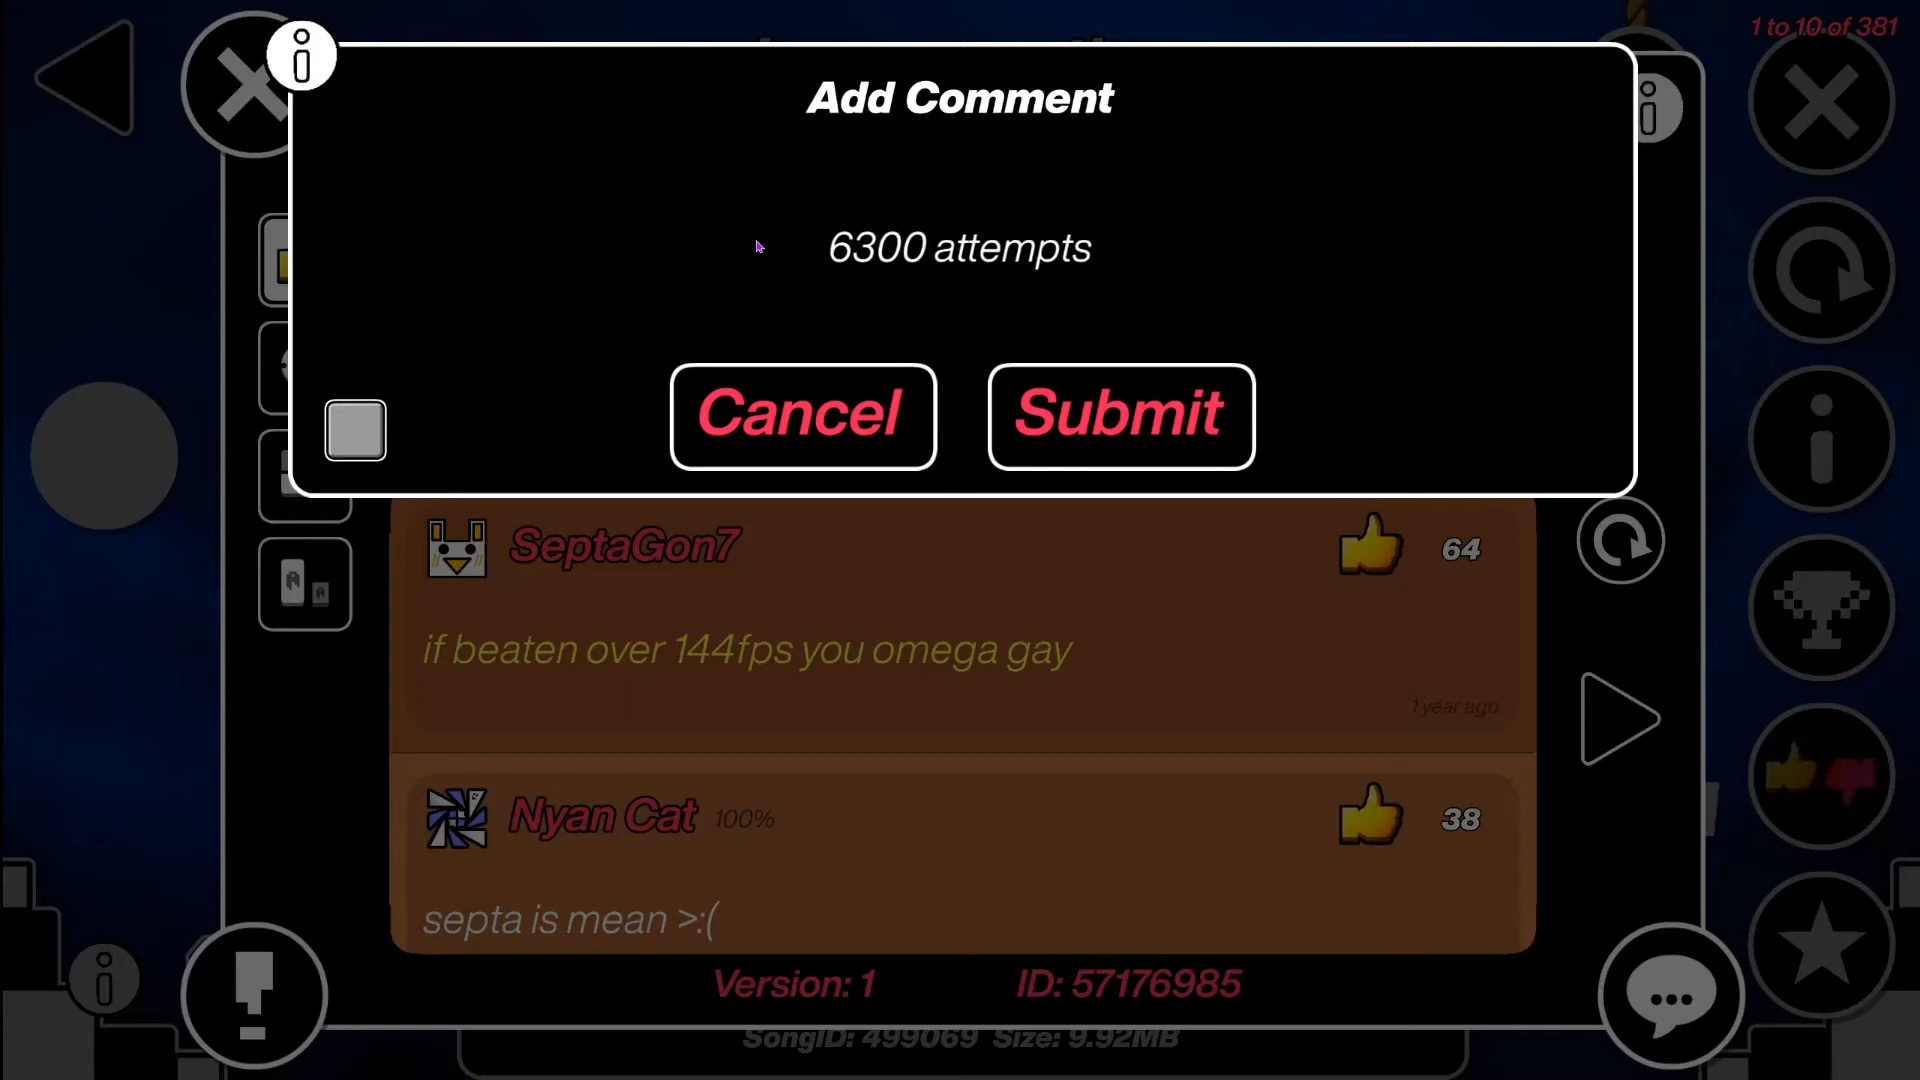 1 to 10 of 381
Add Comment
6300 attempts
Cancel
Submit
SeptaGon7
64
if beaten over 144fps you omega gay
1 year ago
Nyan Cat 100%
38
septa is mean >:(
Version: 1
ID: 57176985
SongID: 499069 Size: 9.92MB